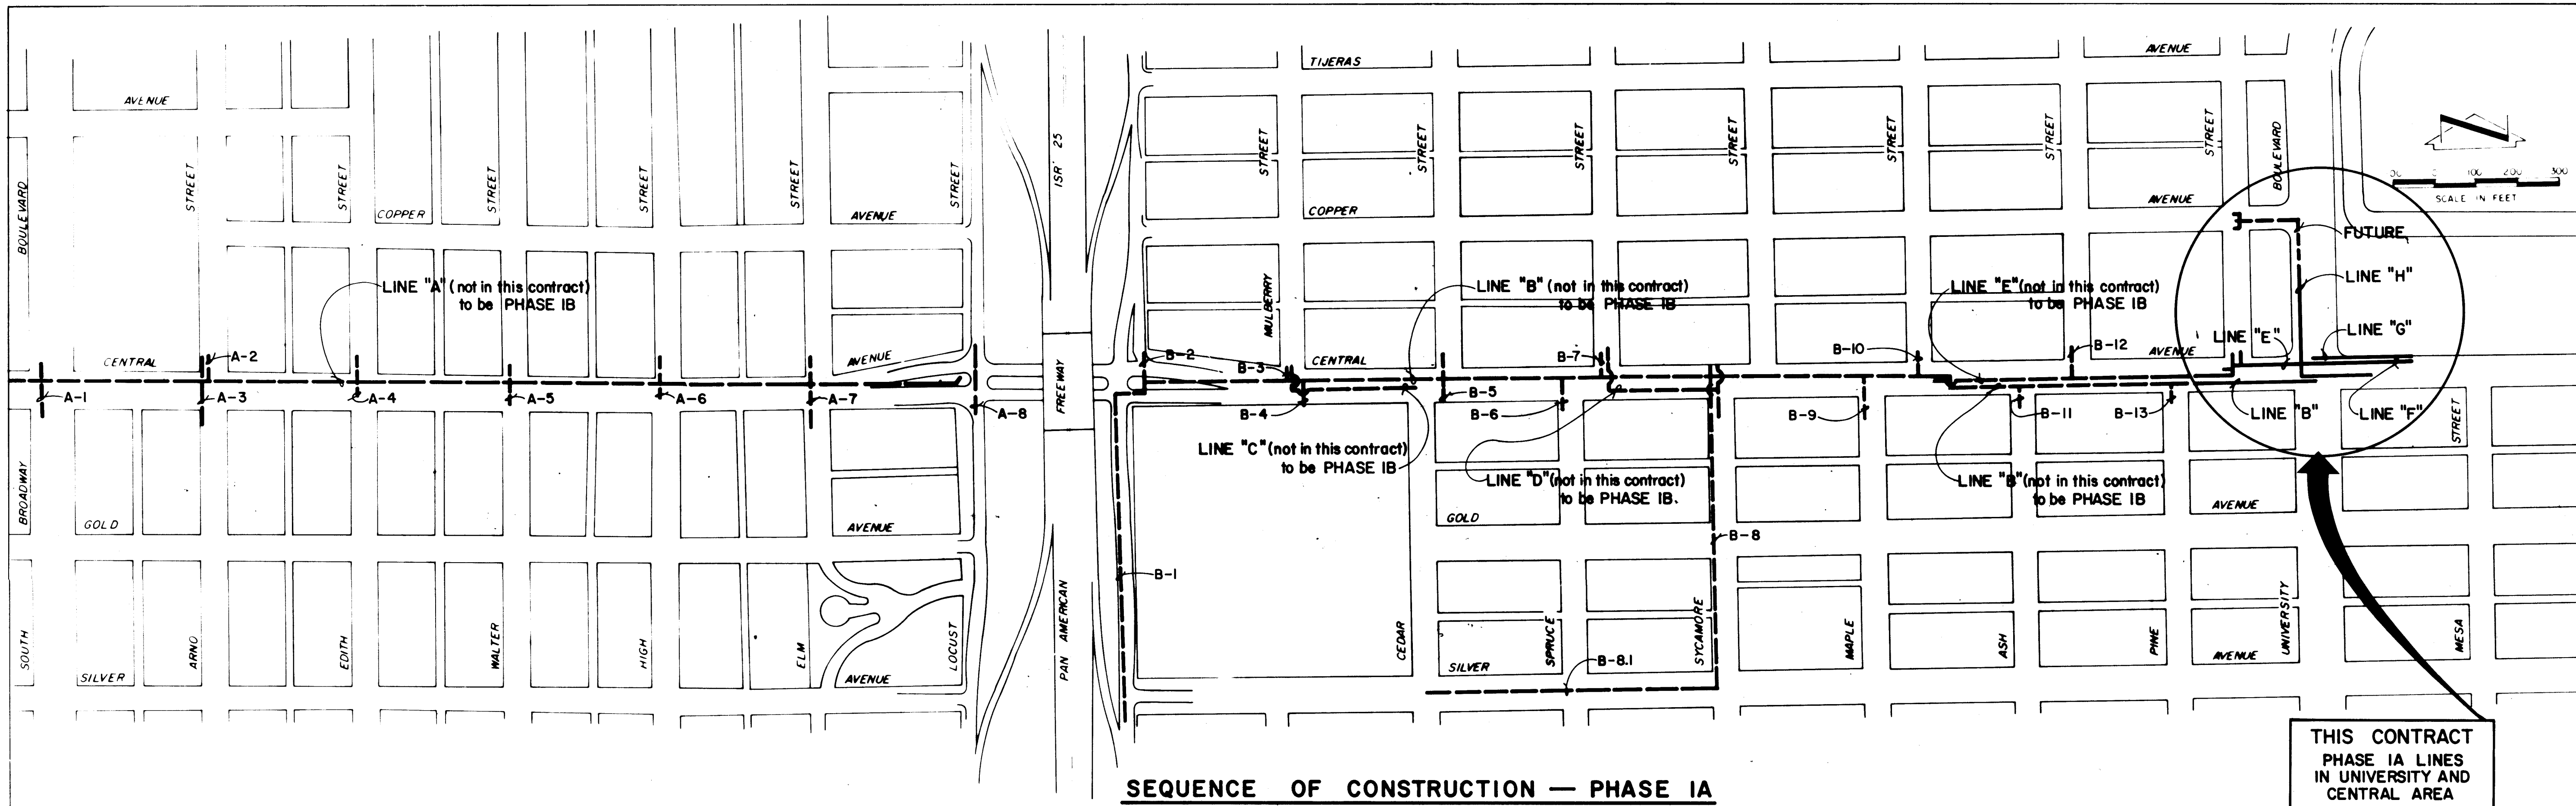 AVENUE
TIJERAS
AVENUE
BOULEVARD
STREET
STREET
COPPER
STREET
STREET
STREET
AVENUE
STREET
ISR 25
STREET
COPPER
STREET
STREET
STREET
STREET
STREET
STREET
AVENUE
BOULEVARD
0 100 200 300
SCALE IN FEET
FUTURE
LINE "H"
LINE "G"
LINE "E"
LINE "A" (not in this contract)
to be PHASE IB
MULBERRY
LINE "B" (not in this contract)
to be PHASE IB
LINE "E" (not in this contract)
to be PHASE IB
CENTRAL
A-2
AVENUE
B-2
B-3
CENTRAL
B-7
B-10
B-12
AVENUE
A-1
A-3
A-4
A-5
A-6
A-7
A-8
FREEWAY
B-4
B-5
B-6
B-9
B-11
B-13
LINE "B"
LINE "F"
STREET
LINE "C" (not in this contract)
to be PHASE IB
LINE "D" (not in this contract)
to be PHASE IB.
LINE "B" (not in this contract)
to be PHASE IB
BROADWAY
GOLD
AVENUE
GOLD
AVENUE
B-8
B-1
SOUTH
ARNO
EDITH
WALTER
HIGH
ELM
LOCUST
PAN AMERICAN
CEDAR
SPRUCE
SYCAMORE
MAPLE
ASH
PINE
UNIVERSITY
MESA
SILVER
AVENUE
SILVER
B-8.1
AVENUE
THIS CONTRACT
PHASE IA LINES
IN UNIVERSITY AND
CENTRAL AREA
SEQUENCE OF CONSTRUCTION — PHASE IA